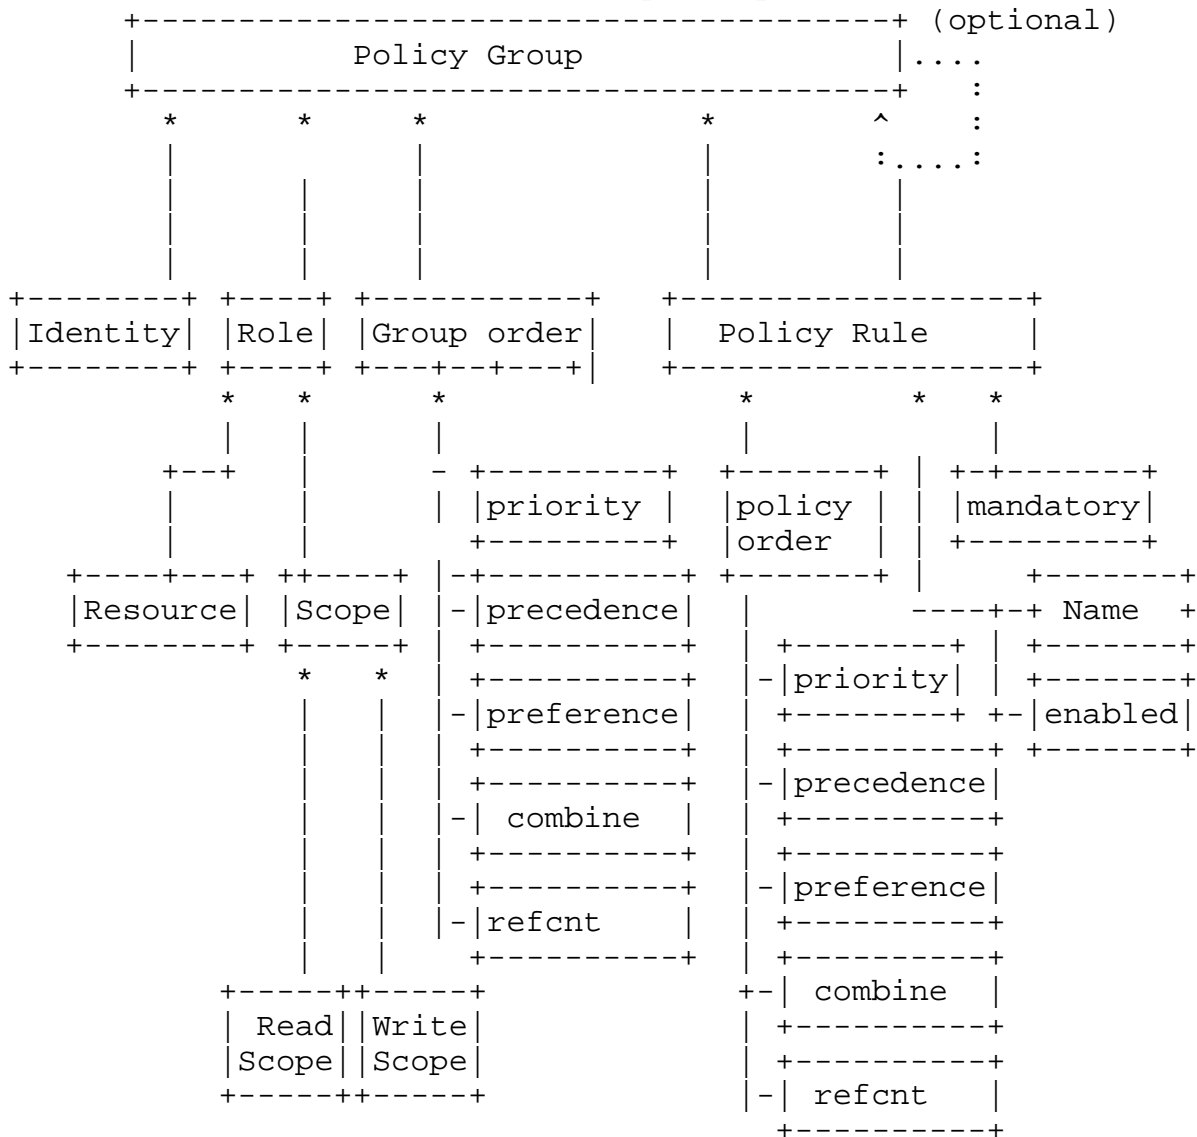 (optional)
Policy Group
Identity Role Group order Policy Rule
priority policy mandatory
order
Resource Scope precedence Name
priority
preference enabled
precedence
combine
preference
refcnt
combine
Read Write
Scope Scope
refcnt